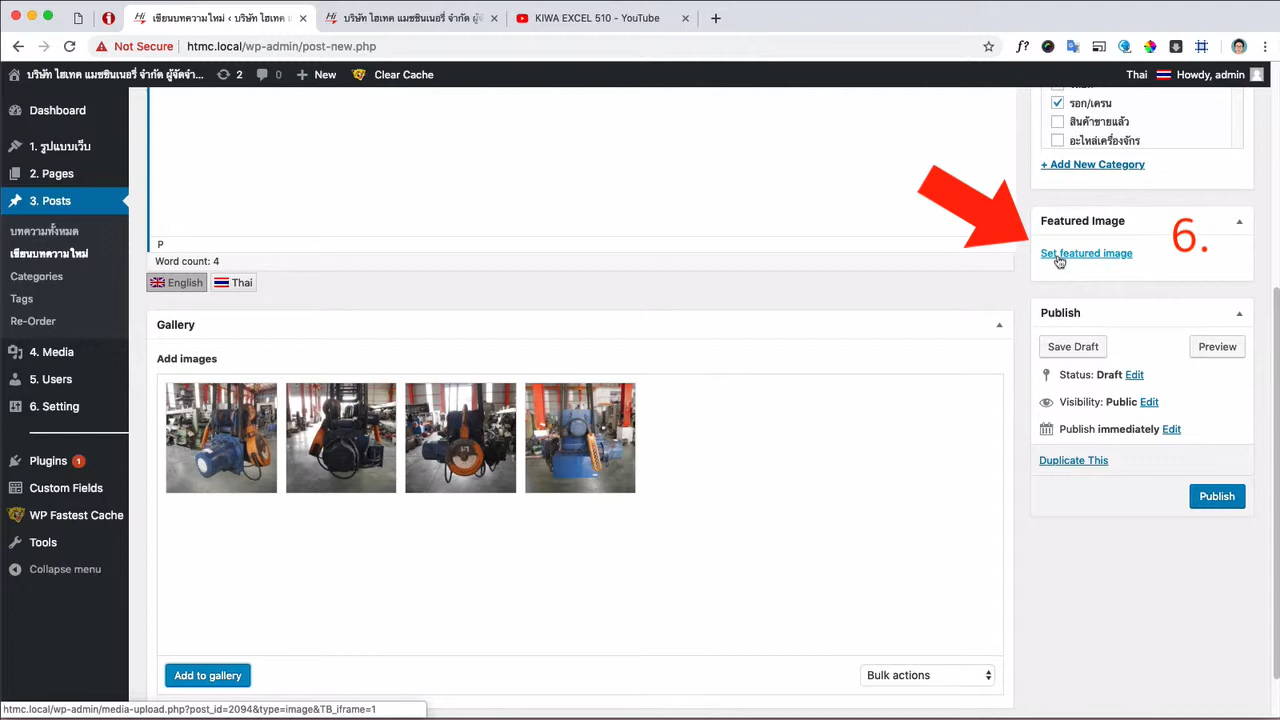 เขียนบทความใหม่ ‹ บริษัท ไฮเทค แ
บริษัท ไฮเทค แมชชินเนอรี่ จำกัด ผู้จั
KIWA EXCEL 510 - YouTube
Not Secure
htmc.local/wp-admin/post-new.php
f?
บริษัท ไฮเทค แมชชินเนอรี่ จำกัด ผู้จัดจำ...
2
0
New
Clear Cache
Thai
Howdy, admin
Dashboard
1. รูปแบบเว็บ
2. Pages
3. Posts
บทความทั้งหมด
เขียนบทความใหม่
Categories
Tags
Re-Order
4. Media
5. Users
6. Setting
Plugins 1
Custom Fields
WP Fastest Cache
Tools
Collapse menu
P
Word count: 4
English
Thai
Gallery
Add images
Add to gallery
Bulk actions
รอก/เครน
สินค้าขายแล้ว
อะไหล่เครื่องจักร
+ Add New Category
Featured Image
6.
Set featured image
Publish
Save Draft
Preview
Status: Draft Edit
Visibility: Public Edit
Publish immediately Edit
Duplicate This
Publish
htmc.local/wp-admin/media-upload.php?post_id=2094&type=image&TB_iframe=1